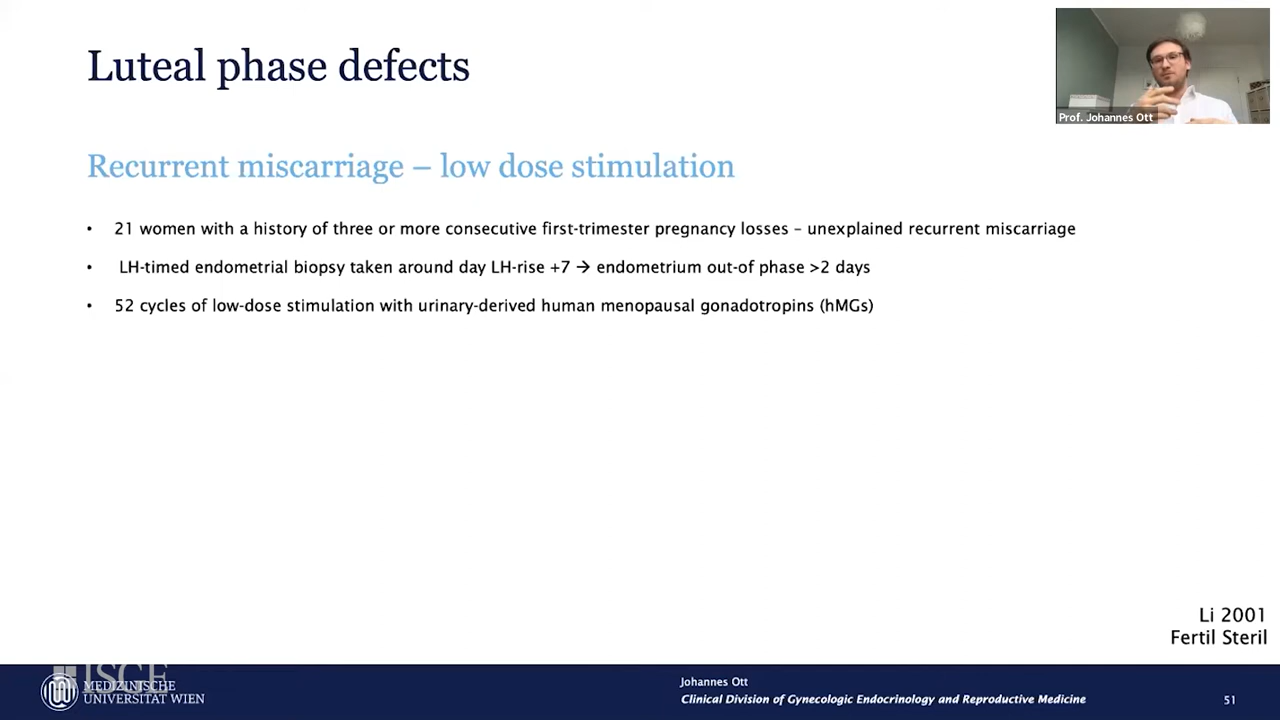 Luteal phase defects
Prof. Johannes Ott
Recurrent miscarriage – low dose stimulation
• 21 women with a history of three or more consecutive first-trimester pregnancy losses – unexplained recurrent miscarriage
• LH-timed endometrial biopsy taken around day LH-rise +7 → endometrium out-of phase >2 days
• 52 cycles of low-dose stimulation with urinary-derived human menopausal gonadotropins (hMGs)
Li 2001
Fertil Steril
ISGE
MEDIZINISCHE
UNIVERSITÄT WIEN
Johannes Ott
Clinical Division of Gynecologic Endocrinology and Reproductive Medicine
51